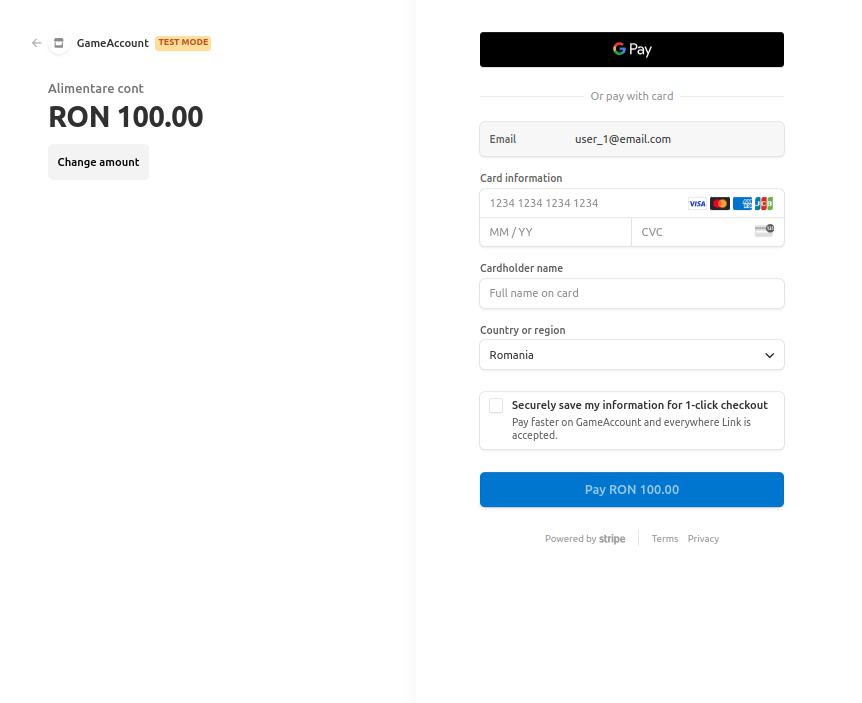 GameAccount TEST MODE
Alimentare cont
RON 100.00
Change amount
G Pay
Or pay with card
Email user_1@email.com
Card information
1234 1234 1234 1234 VISA
MM / YY CVC
Cardholder name
Full name on card
Country or region
Romania
Securely save my information for 1-click checkout
Pay faster on GameAccount and everywhere Link is
accepted.
Pay RON 100.00
Powered by stripe Terms Privacy